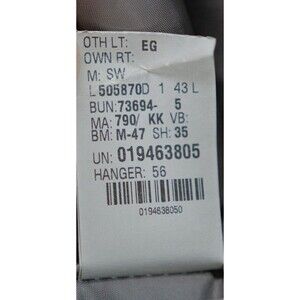 OTH LT: EG
OWN RT:
M: SW
L 505870D 1 43 L
BUN:73694- 5
MA: 790/ KK VB:
BM: M-47 SH: 35
UN: 019463805
HANGER: 56
0194638050